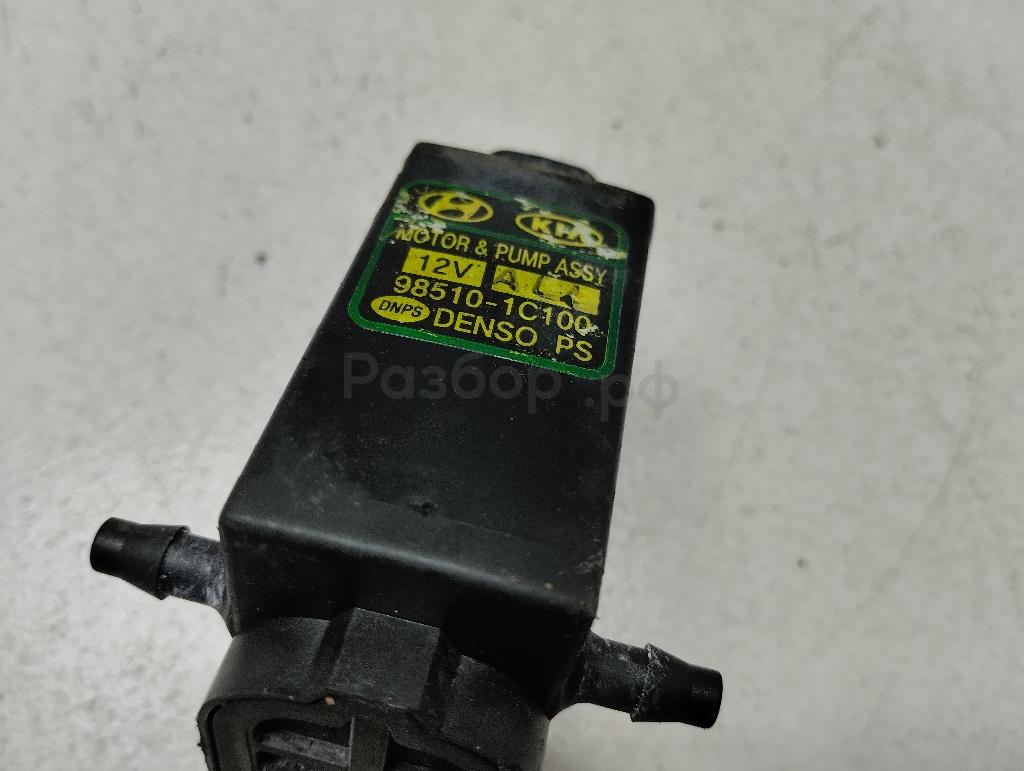 KIA
MOTOR & PUMP ASSY
12V
98510-1C100
DNPS DENSO PS
Разбор.рф